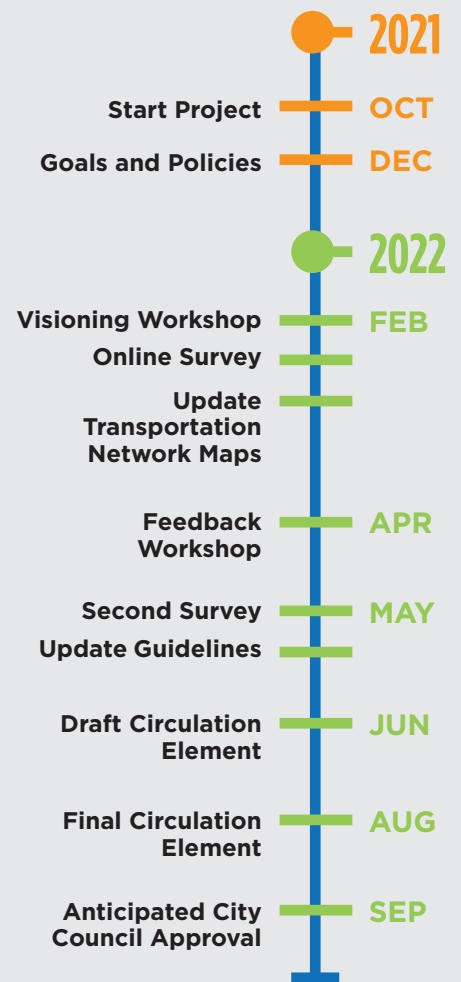 2021
Start Project OCT
Goals and Policies DEC
2022
Visioning Workshop FEB
Online Survey
Update
Transportation
Network Maps
Feedback APR
Workshop
Second Survey MAY
Update Guidelines
Draft Circulation JUN
Element
Final Circulation AUG
Element
Anticipated City SEP
Council Approval